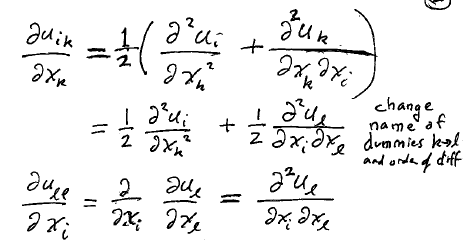 ∂u_ik/∂x_k = 1/2 ( ∂²u_i/∂x_k² + ∂²u_k/∂x_k ∂x_i )
= 1/2 ∂²u_i/∂x_k² + 1/2 ∂²u_l/∂x_i ∂x_l change name of dummies k→l and order of diff
∂u_ll/∂x_i = ∂/∂x_i ∂u_l/∂x_l = ∂²u_l/∂x_i ∂x_l